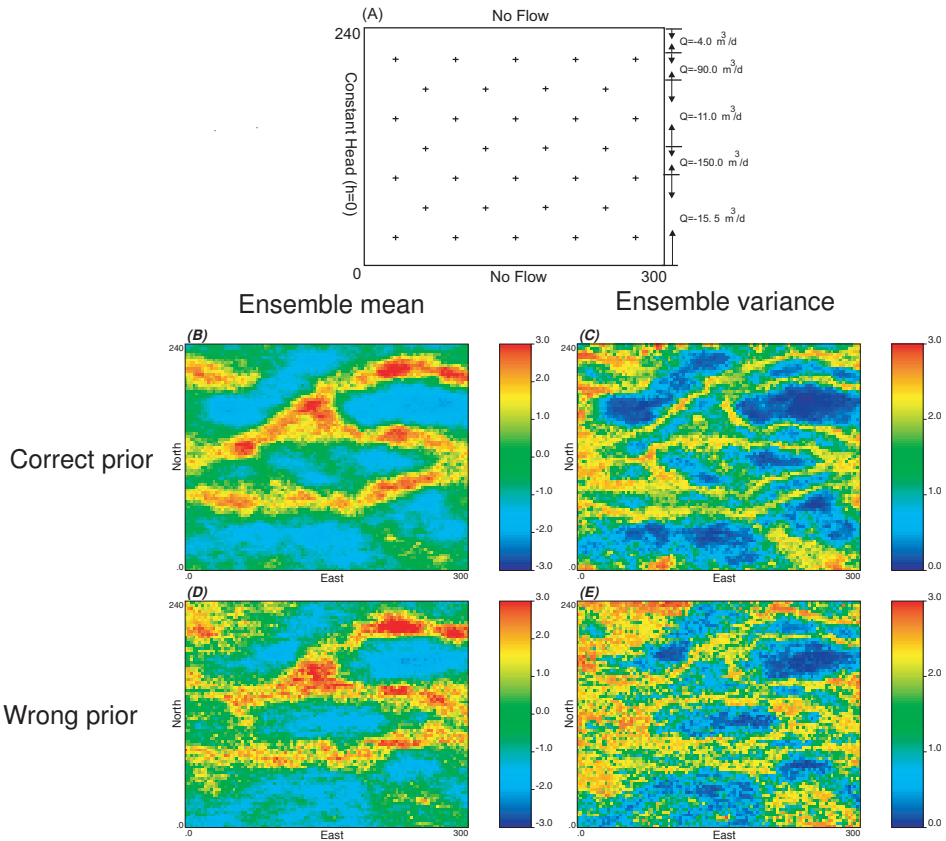 (A)
No Flow
240
Constant Head (h=0)
Q=-4.0 m³/d
Q=-90.0 m³/d
Q=-11.0 m³/d
Q=-150.0 m³/d
Q=-15. 5 m³/d
0
No Flow
300
Ensemble mean
Ensemble variance
Correct prior
(B)
240
North
.0
.0
East
300
3.0
2.0
1.0
0.0
-1.0
-2.0
-3.0
(C)
240
North
.0
.0
East
300
3.0
2.0
1.0
0.0
Wrong prior
(D)
240
North
.0
.0
East
300
3.0
2.0
1.0
0.0
-1.0
-2.0
-3.0
(E)
240
North
.0
.0
East
300
3.0
2.0
1.0
0.0